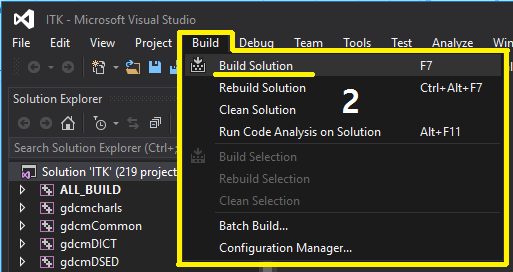 ITK - Microsoft Visual Studio
File Edit View Project Build Debug Team Tools Test Analyze
Build Solution F7
Rebuild Solution Ctrl+Alt+F7
Clean Solution
Run Code Analysis on Solution Alt+F11
Build Selection
Rebuild Selection
Clean Selection
Batch Build...
Configuration Manager...
2
Solution Explorer
Search Solution Explorer (Ctrl+;
Solution 'ITK' (219 project
ALL_BUILD
gdcmcharls
gdcmCommon
gdcmDICT
gdcmDSED